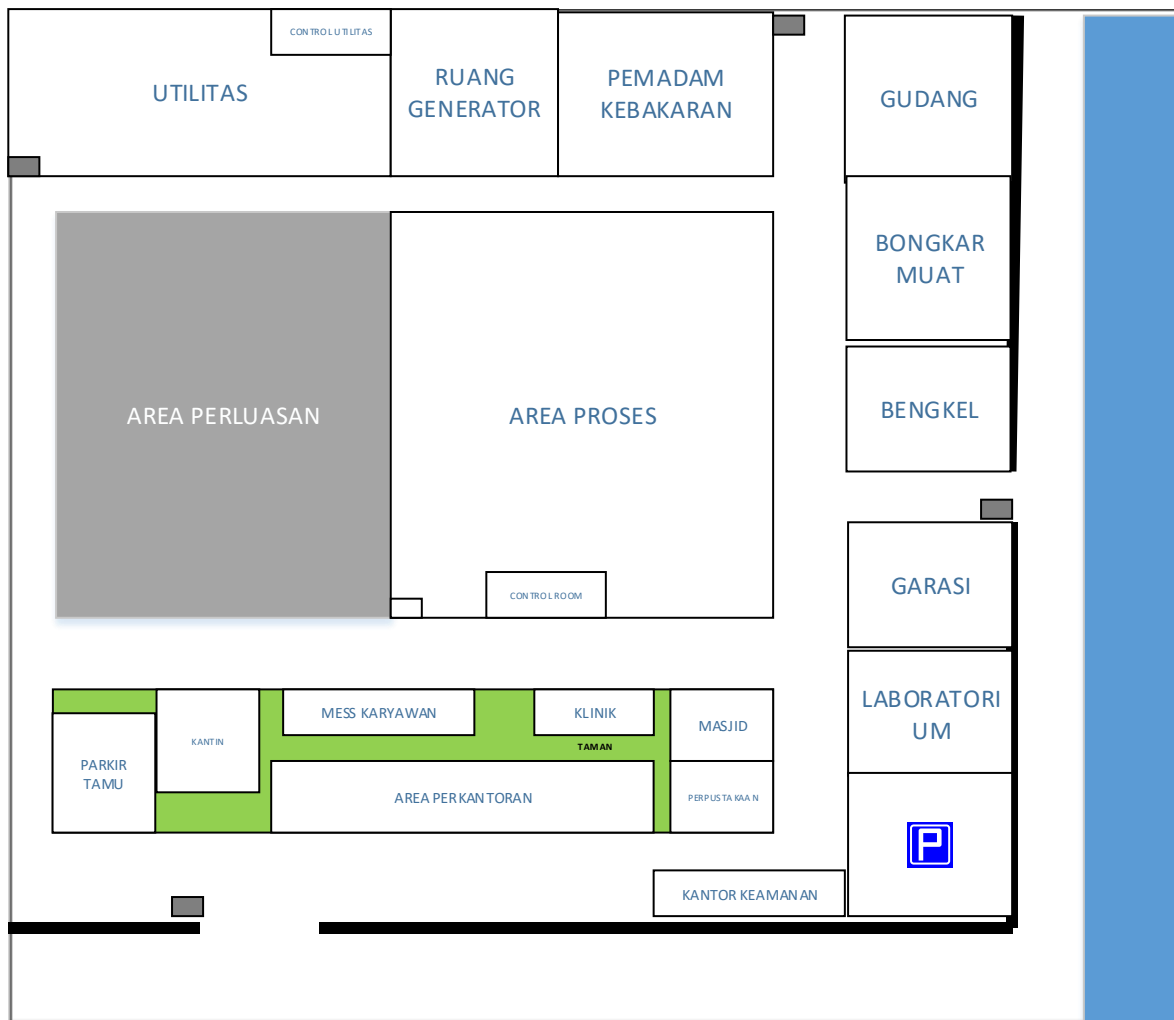 CONTROL UTILITAS
UTILITAS
RUANG
GENERATOR
PEMADAM
KEBAKARAN
GUDANG
BONGKAR
MUAT
AREA PERLUASAN
AREA PROSES
BENGKEL
CONTROL ROOM
GARASI
MESS KARYAWAN
KLINIK
MASJID
LABORATORI
UM
KANTIN
TAMAN
PARKIR
TAMU
AREA PERKANTORAN
PERPUSTAKAAN
P
KANTOR KEAMANAN